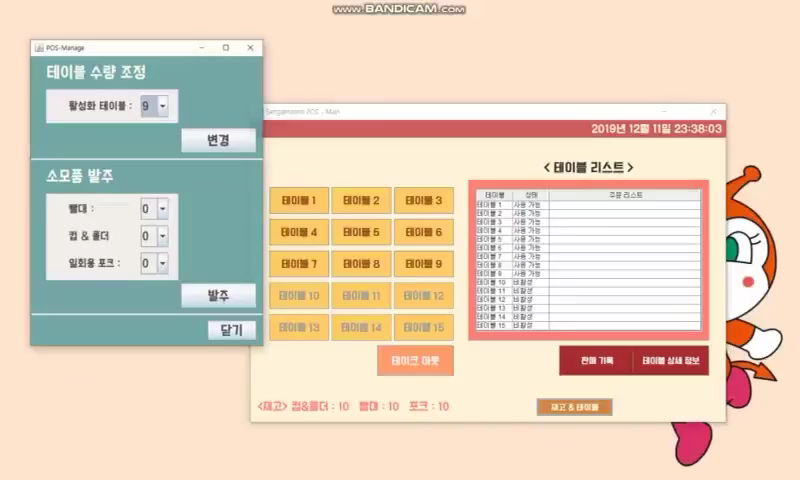 www.BANDICAM.com
POS-Manage
테이블 수량 조정
활성화 테이블 : 9
변경
소모품 발주
빨대 : 0
컵 & 홀더 0
일회용 포크 : 0
발주
닫기
POS - Main
2019년 12월 11일 23:38:03
테이블 1 테이블 2 테이블 3
테이블 4 테이블 5 테이블 6
테이블 7 테이블 8 테이블 9
테이블 10 테이블 11 테이블 12
테이블 13 테이블 14 테이블 15
테이크 아웃
< 테이블 리스트 >
테이블 상태 주문 리스트
테이블 1 사용 가능
테이블 2 사용 가능
테이블 3 사용 가능
테이블 4 사용 가능
테이블 5 사용 가능
테이블 6 사용 가능
테이블 7 사용 가능
테이블 8 사용 가능
테이블 9 사용 가능
테이블 10 비활성
테이블 11 비활성
테이블 12 비활성
테이블 13 비활성
테이블 14 비활성
테이블 15 비활성
판매 기록 테이블 상세 정보
<재고> 컵&홀더 : 10 빨대 : 10 포크 : 10
재고 & 테이블